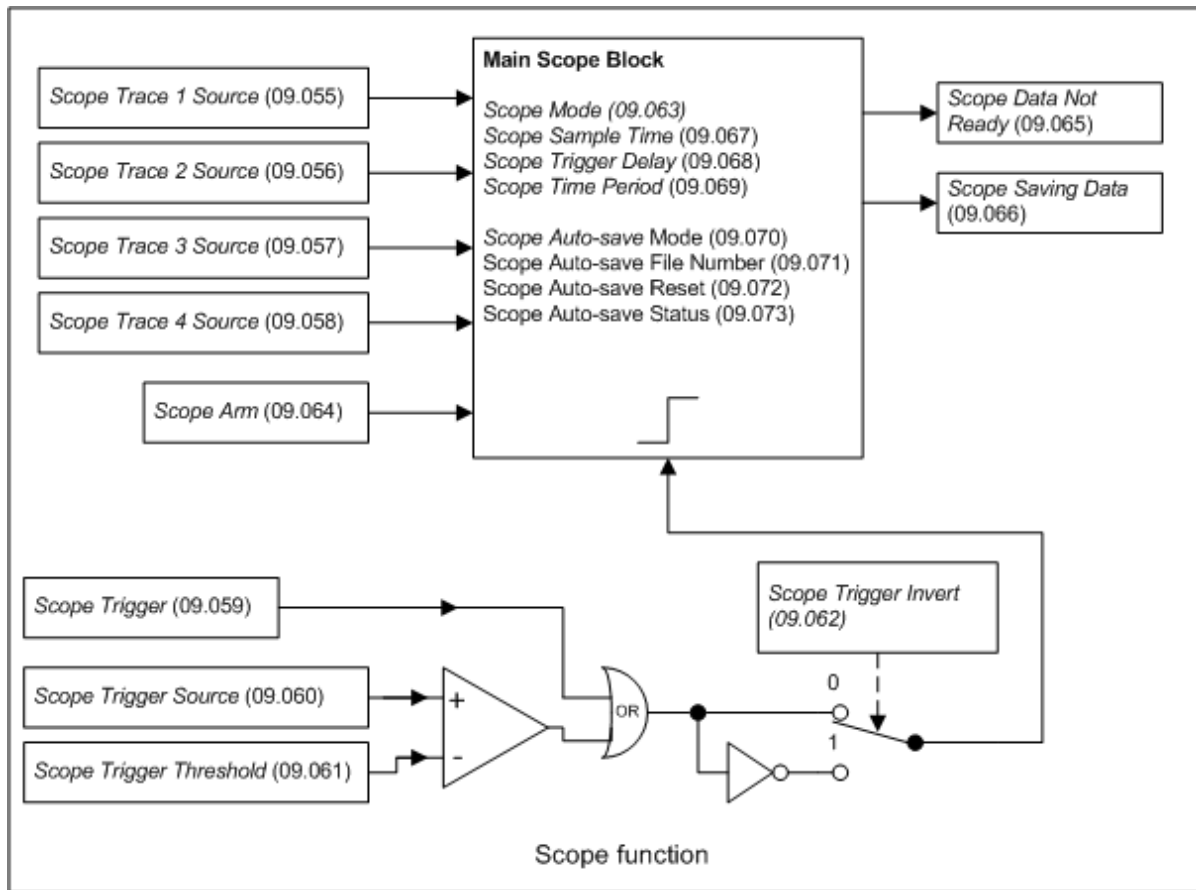 Main Scope Block
Scope Mode (09.063)
Scope Sample Time (09.067)
Scope Trigger Delay (09.068)
Scope Time Period (09.069)
Scope Auto-save Mode (09.070)
Scope Auto-save File Number (09.071)
Scope Auto-save Reset (09.072)
Scope Auto-save Status (09.073)
Scope Trace 1 Source (09.055)
Scope Trace 2 Source (09.056)
Scope Trace 3 Source (09.057)
Scope Trace 4 Source (09.058)
Scope Arm (09.064)
Scope Data Not
Ready (09.065)
Scope Saving Data
(09.066)
Scope Trigger (09.059)
Scope Trigger Source (09.060)
Scope Trigger Threshold (09.061)
+
-
OR
Scope Trigger Invert
(09.062)
0
1
Scope function